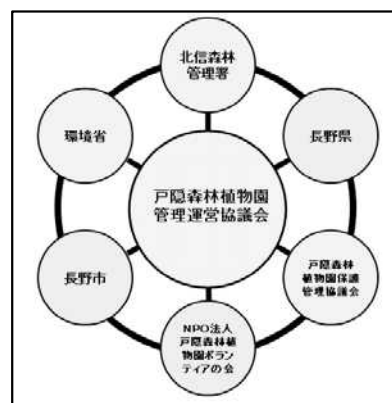 北信森林
管理署
環境省
長野県
戸隠森林植物園
管理運営協議会
長野市
戸隠森林
植物園保護
管理協議会
NPO法人
戸隠森林植
物園ボラン
ティアの会